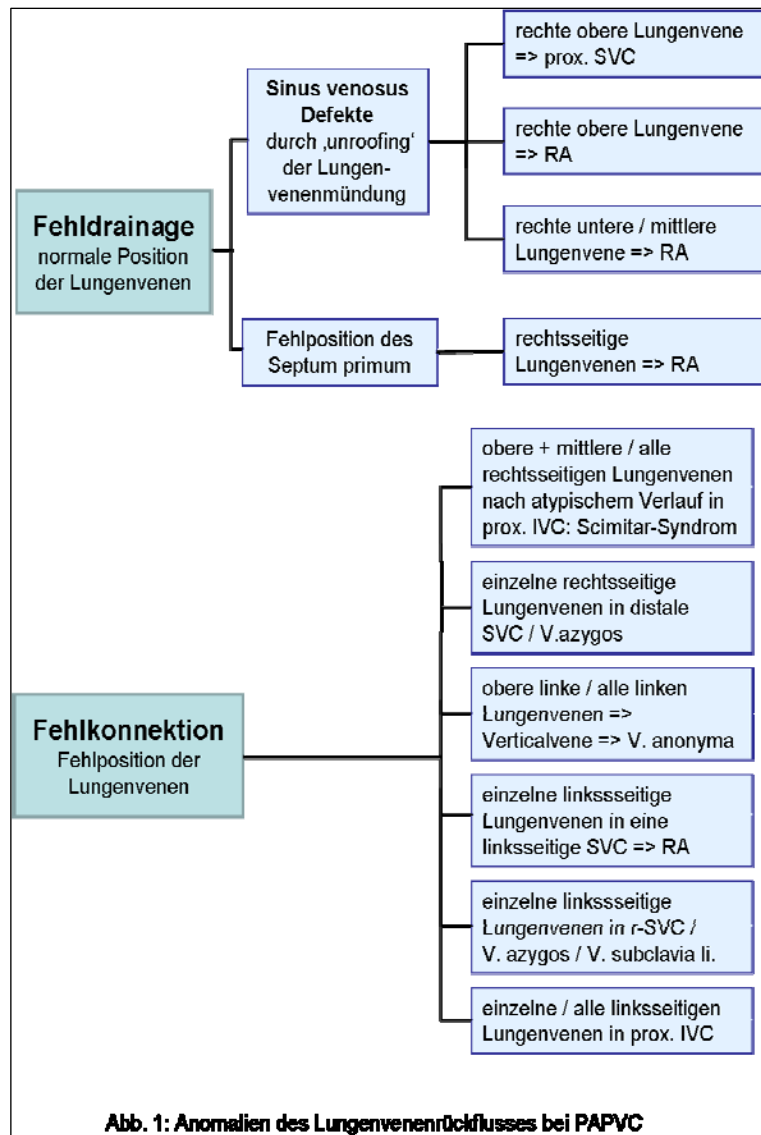 Fehldrainage
normale Position
der Lungenvenen
Sinus venosus
Defekte
durch ‚unroofing‘
der Lungen-
venenmündung
rechte obere Lungenvene
=> prox. SVC
rechte obere Lungenvene
=> RA
rechte untere / mittlere
Lungenvene => RA
Fehlposition des
Septum primum
rechtsseitige
Lungenvenen => RA
Fehlkonnektion
Fehlposition der
Lungenvenen
obere + mittlere / alle
rechtsseitigen Lungenvenen
nach atypischem Verlauf in
prox. IVC: Scimitar-Syndrom
einzelne rechtsseitige
Lungenvenen in distale
SVC / V.azygos
obere linke / alle linken
Lungenvenen =>
Verticalvene => V. anonyma
einzelne linkssseitige
Lungenvenen in eine
linksseitige SVC => RA
einzelne linkssseitige
Lungenvenen in r-SVC /
V. azygos / V. subclavia li.
einzelne / alle linksseitigen
Lungenvenen in prox. IVC
Abb. 1: Anomalien des Lungenvenenrückflusses bei PAPVC